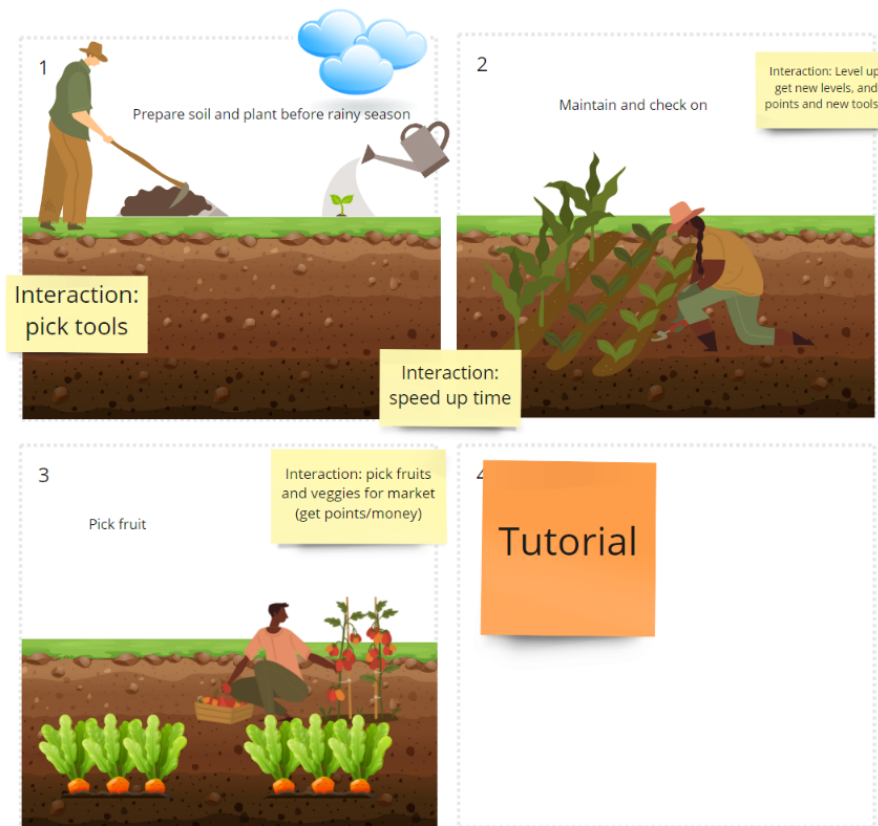 1
Prepare soil and plant before rainy season
Interaction:
pick tools
2
Maintain and check on
Interaction: Level up
get new levels, and
points and new tools
Interaction:
speed up time
3
Pick fruit
Interaction: pick fruits
and veggies for market
(get points/money)
4
Tutorial